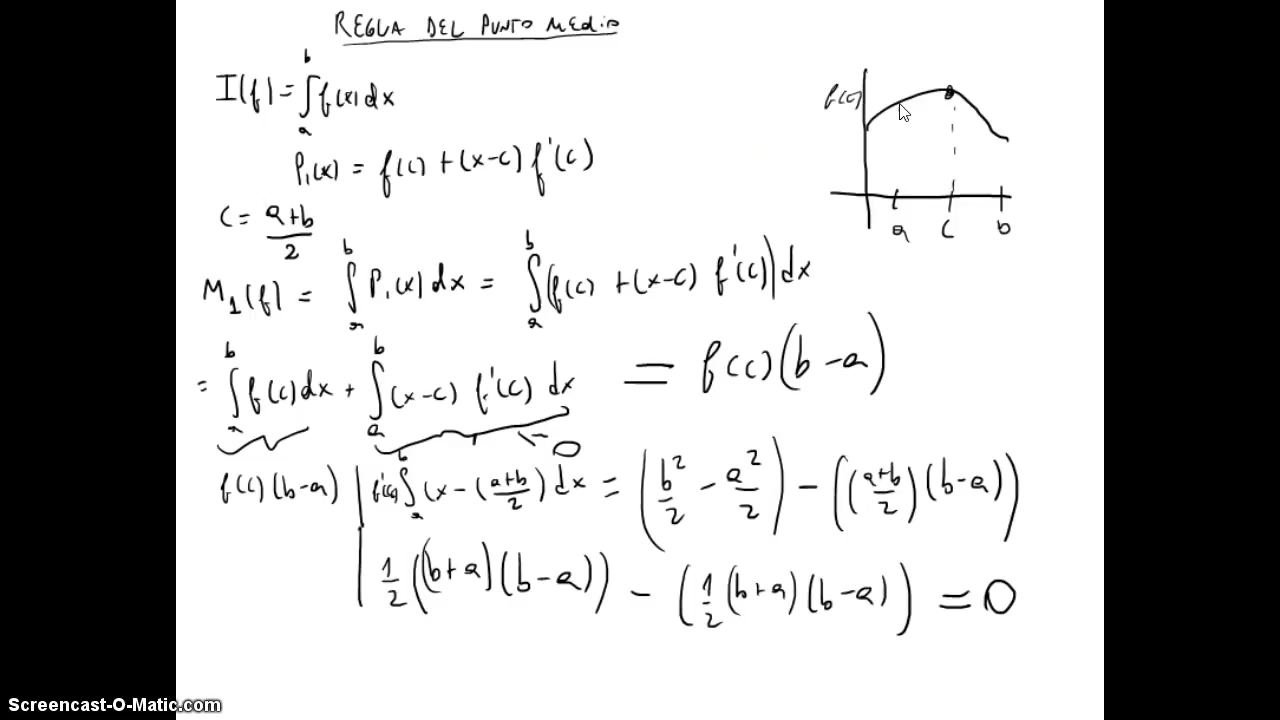 REGLA DEL PUNTO MEDIO
I(f) = ∫_a^b f(x) dx
P₁(x) = f(c) + (x-c) f'(c)
f(c)
a c b
c = (a+b)/2
M₁(f) = ∫_a^b P₁(x) dx = ∫_a^b (f(c) + (x-c) f'(c)) dx
= ∫_a^b f(c) dx + ∫_a^b (x-c) f'(c) dx = f(c) (b-a)
0
f(c) (b-a) | f'(c) ∫_a^b (x - (a+b)/2) dx = (b²/2 - a²/2) - (((a+b)/2)(b-a))
1/2 ((b+a)(b-a)) - (1/2 (b+a)(b-a)) = 0
Screencast-O-Matic.com